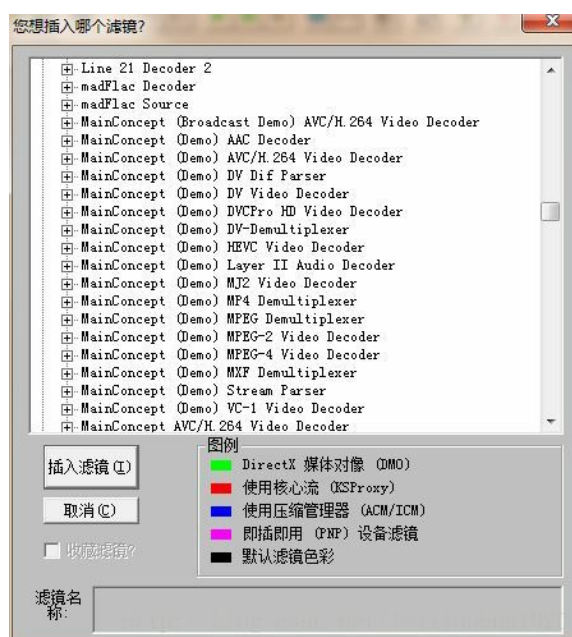 您想插入哪个滤镜?
Line 21 Decoder 2
madFlac Decoder
madFlac Source
MainConcept (Broadcast Demo) AVC/H.264 Video Decoder
MainConcept (Demo) AAC Decoder
MainConcept (Demo) AVC/H.264 Video Decoder
MainConcept (Demo) DV Dif Parser
MainConcept (Demo) DV Video Decoder
MainConcept (Demo) DVCPro HD Video Decoder
MainConcept (Demo) DV-Demultiplexer
MainConcept (Demo) HEVC Video Decoder
MainConcept (Demo) Layer II Audio Decoder
MainConcept (Demo) MJ2 Video Decoder
MainConcept (Demo) MP4 Demultiplexer
MainConcept (Demo) MPEG Demultiplexer
MainConcept (Demo) MPEG-2 Video Decoder
MainConcept (Demo) MPEG-4 Video Decoder
MainConcept (Demo) MXF Demultiplexer
MainConcept (Demo) Stream Parser
MainConcept (Demo) VC-1 Video Decoder
MainConcept AVC/H.264 Video Decoder
插入滤镜(I)
取消(C)
收藏滤镜?
图例
DirectX 媒体对像 (DMO)
使用核心流 (KSProxy)
使用压缩管理器 (ACM/ICM)
即插即用 (PNP) 设备滤镜
默认滤镜色彩
滤镜名
称: